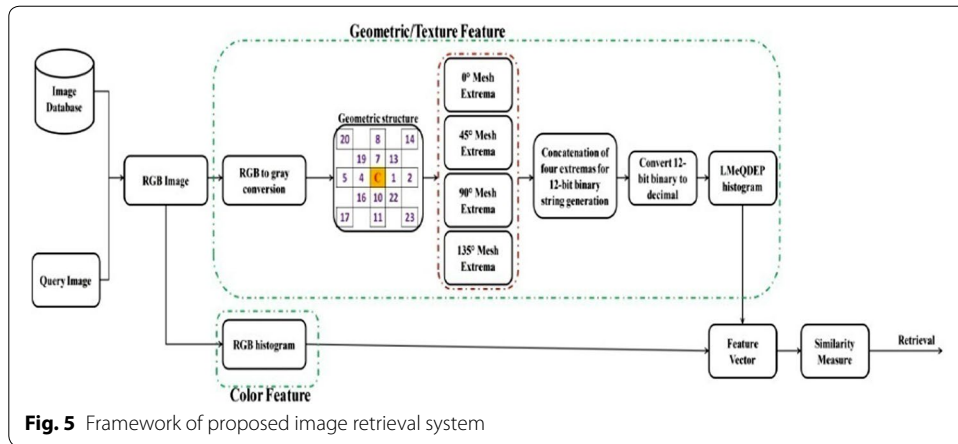 Geometric/Texture Feature
Image
Database
Query Image
RGB Image
RGB to gray
conversion
Geometric structure
20 8 14
19 7 13
5 4 C 1 2
16 10 22
17 11 23
0° Mesh
Extrema
45° Mesh
Extrema
90° Mesh
Extrema
135° Mesh
Extrema
Concatenation of
four extremas for
12-bit binary
string generation
Convert 12-
bit binary to
decimal
LMeQDEP
histogram
RGB histogram
Color Feature
Feature
Vector
Similarity
Measure
Retrieval
Fig. 5 Framework of proposed image retrieval system